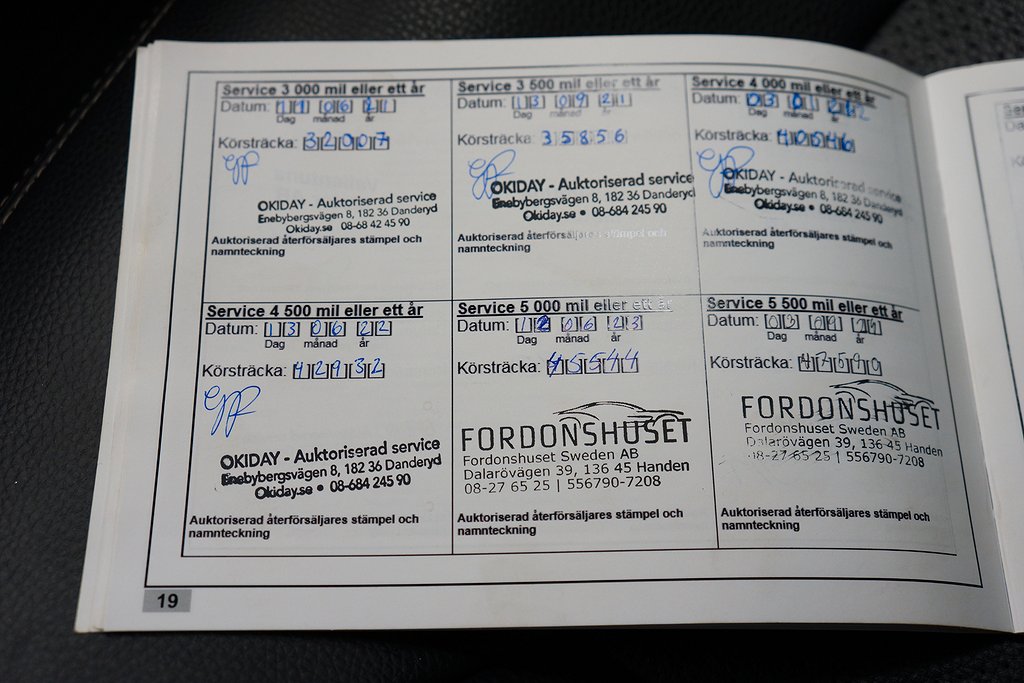 Service 3 000 mil eller ett år
Datum: 11 06 21
Dag månad år
Körsträcka: 32007
OKIDAY - Auktoriserad service
Enebybergsvägen 8, 182 36 Danderyd
Okiday.se 08-68 42 45 90
Auktoriserad återförsäljares stämpel och
namnteckning
Service 3 500 mil eller ett år
Datum: 13 09 21
Dag månad år
Körsträcka: 35856
OKIDAY - Auktoriserad service
Enebybergsvägen 8, 182 36 Danderyd
Okiday.se • 08-684 245 90
Auktoriserad återförsäljares stämpel och
namnteckning
Service 4 000 mil eller ett år
Datum: 03 01
Dag månad år
Körsträcka: 40546
OKIDAY - Auktoriserad service
Enebybergsvägen 8, 182 36 Danderyd
Okiday.se • 08-684 245 90
Auktoriserad återförsäljares stämpel och
namnteckning
Service 4 500 mil eller ett år
Datum: 13 06 22
Dag månad år
Körsträcka: 42932
OKIDAY - Auktoriserad service
Enebybergsvägen 8, 182 36 Danderyd
Okiday.se • 08-684 245 90
Auktoriserad återförsäljares stämpel och
namnteckning
Service 5 000 mil eller ett år
Datum: 12 06 23
Dag månad år
Körsträcka: 45544
FORDONSHUSET
Fordonshuset Sweden AB
Dalarövägen 39, 136 45 Handen
08-27 65 25 | 556790-7208
Auktoriserad återförsäljares stämpel och
namnteckning
Service 5 500 mil eller ett år
Datum: 03
Dag månad år
Körsträcka: 47590
FORDONSHUSET
Fordonshuset Sweden AB
Dalarövägen 39, 136 45 Handen
08-27 65 25 | 556790-7208
Auktoriserad återförsäljares stämpel och
namnteckning
19